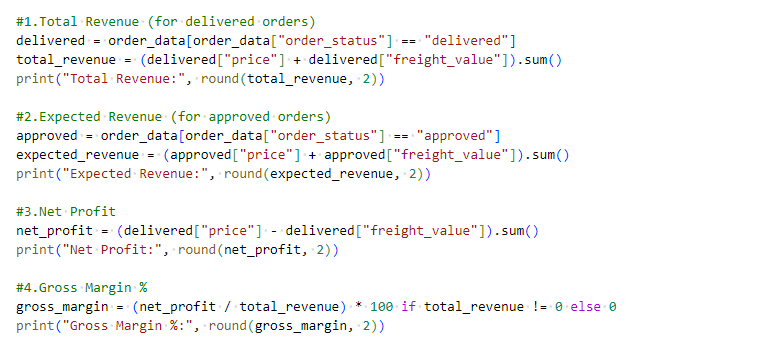 #1.Total Revenue (for delivered orders)
delivered = order_data[order_data["order_status"] == "delivered"]
total_revenue = (delivered["price"] + delivered["freight_value"]).sum()
print("Total Revenue:", round(total_revenue, 2))

#2.Expected Revenue (for approved orders)
approved = order_data[order_data["order_status"] == "approved"]
expected_revenue = (approved["price"] + approved["freight_value"]).sum()
print("Expected Revenue:", round(expected_revenue, 2))

#3.Net Profit
net_profit = (delivered["price"] - delivered["freight_value"]).sum()
print("Net Profit:", round(net_profit, 2))

#4.Gross Margin %
gross_margin = (net_profit / total_revenue) * 100 if total_revenue != 0 else 0
print("Gross Margin %:", round(gross_margin, 2))